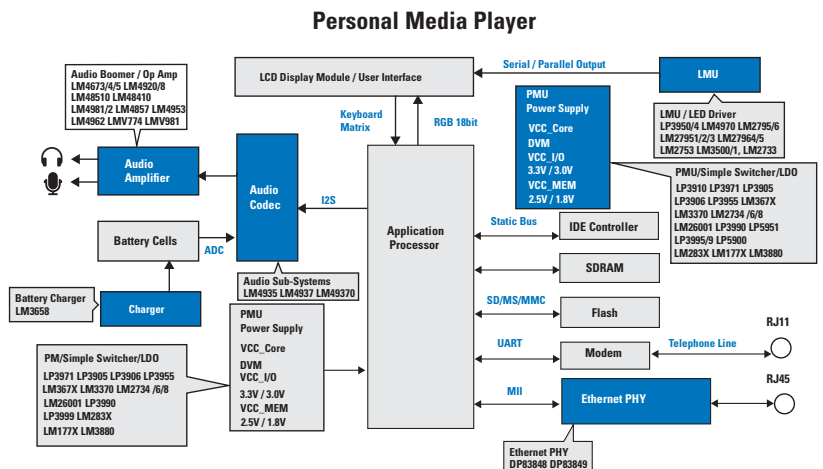 Personal Media Player
Audio Boomer / Op Amp
LM4673/4/5 LM4920/8
LM48510 LM48410
LM4981/2 LM4857 LM4953
LM4962 LMV774 LMV981
LCD Display Module / User Interface
Serial / Parallel Output
LMU
LMU / LED Driver
LP3950/4 LM4970 LM2795/6
LM27951/2/3 LM27964/5
LM2753 LM3500/1, LM2733
Keyboard
Matrix
RGB 18bit
PMU
Power Supply
VCC_Core
DVM
VCC_I/O
3.3V / 3.0V
VCC_MEM
2.5V / 1.8V
PMU/Simple Switcher/LDO
LP3910 LP3971 LP3905
LP3906 LP3955 LM367X
LM3370 LM2734 /6/8
LM26001 LP3990 LP5951
LP3995/9 LP5900
LM283X LM177X LM3880
Audio
Amplifier
Audio
Codec
I2S
Application
Processor
Static Bus
IDE Controller
Battery Cells
ADC
SDRAM
Audio Sub-Systems
LM4935 LM4937 LM49370
Battery Charger
LM3658
Charger
SD/MS/MMC
Flash
PMU
Power Supply
VCC_Core
DVM
VCC_I/O
3.3V / 3.0V
VCC_MEM
2.5V / 1.8V
PM/Simple Switcher/LDO
LP3971 LP3905 LP3906 LP3955
LM367X LM3370 LM2734 /6/8
LM26001 LP3990
LP3999 LM283X
LM177X LM3880
UART
Modem
Telephone Line
RJ11
MII
Ethernet PHY
RJ45
Ethernet PHY
DP83848 DP83849